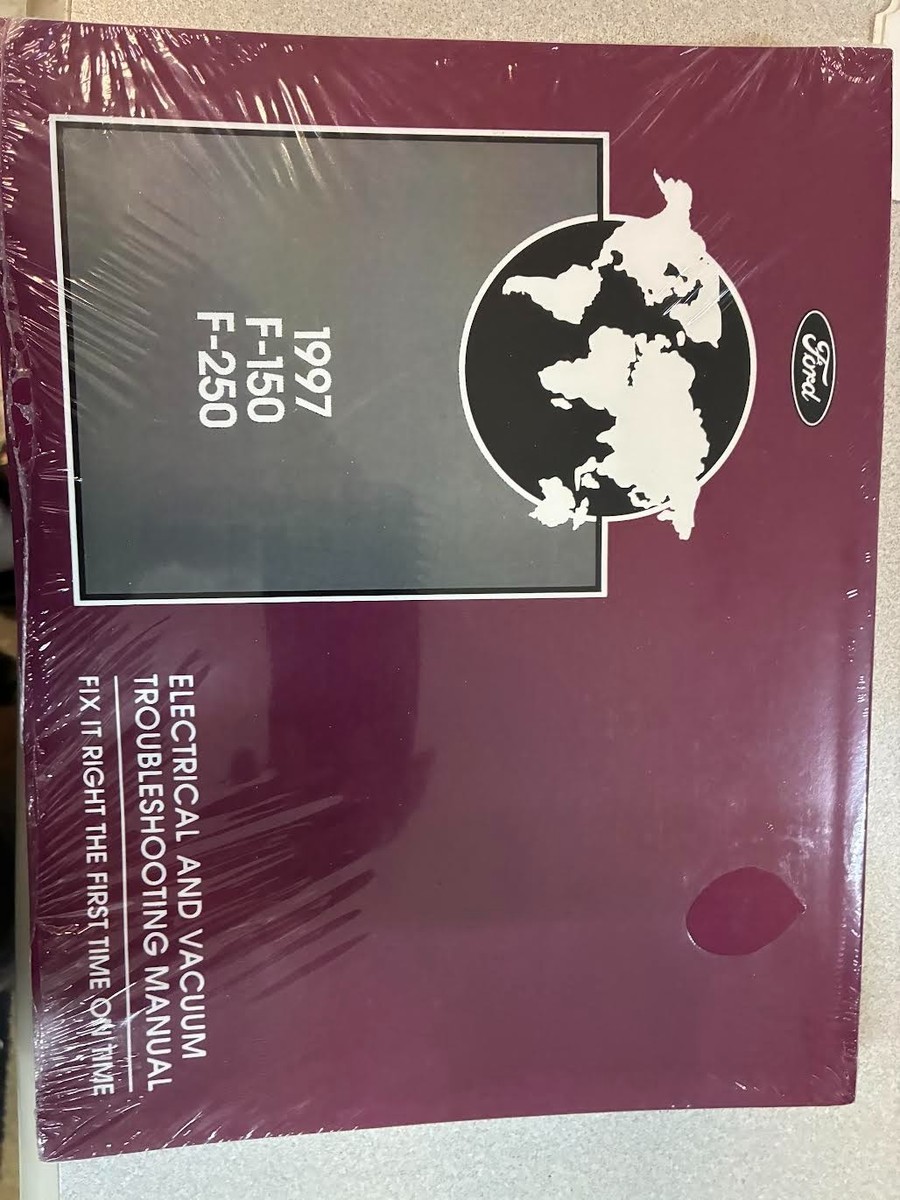 Ford
1997
F-150
F-250
ELECTRICAL AND VACUUM
TROUBLESHOOTING MANUAL
FIX IT RIGHT THE FIRST TIME ON TIME